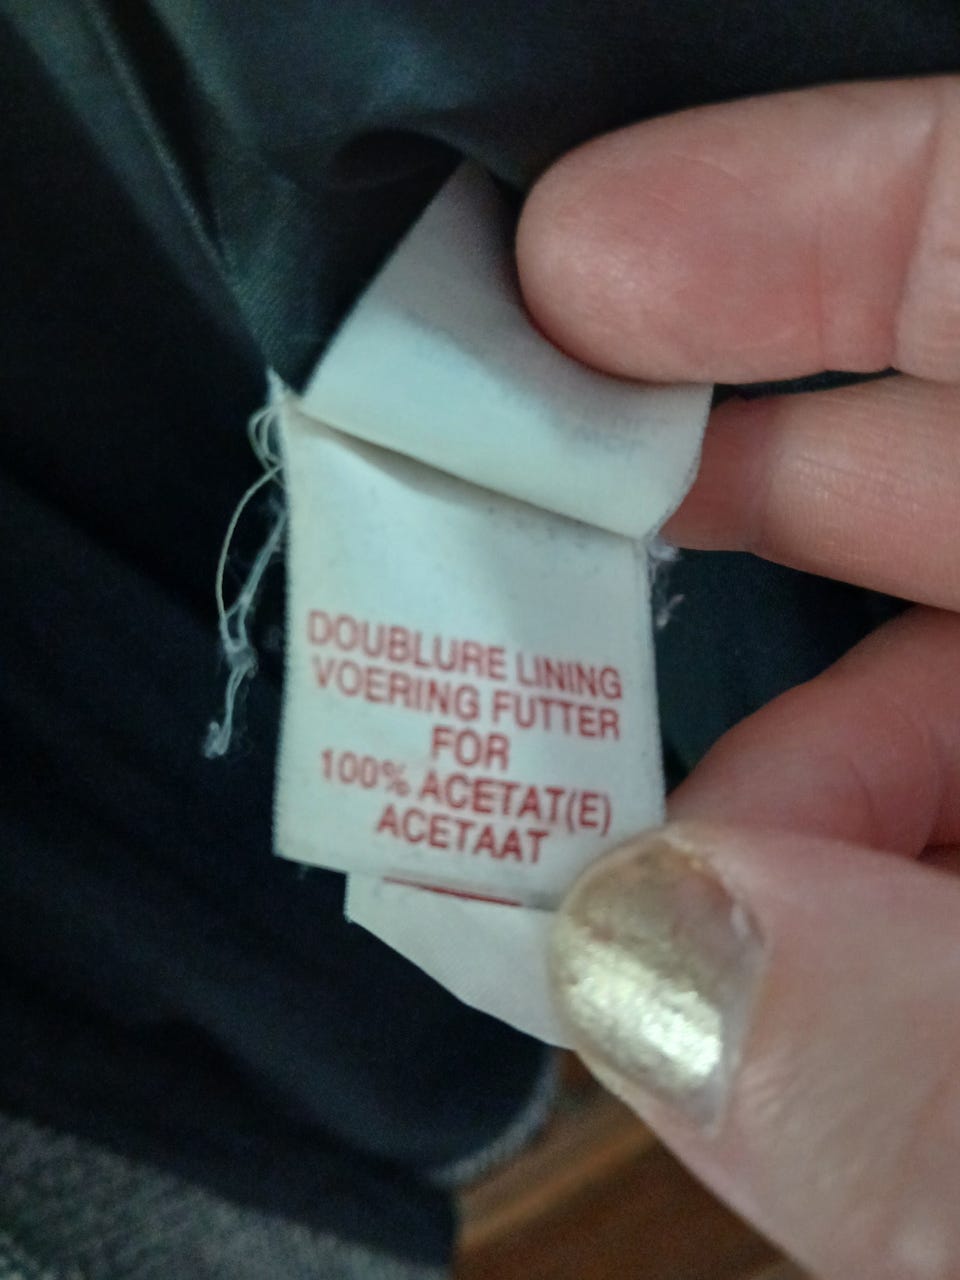 DOUBLURE LINING
VOERING FUTTER
FOR
100% ACETAT(E)
ACETAAT